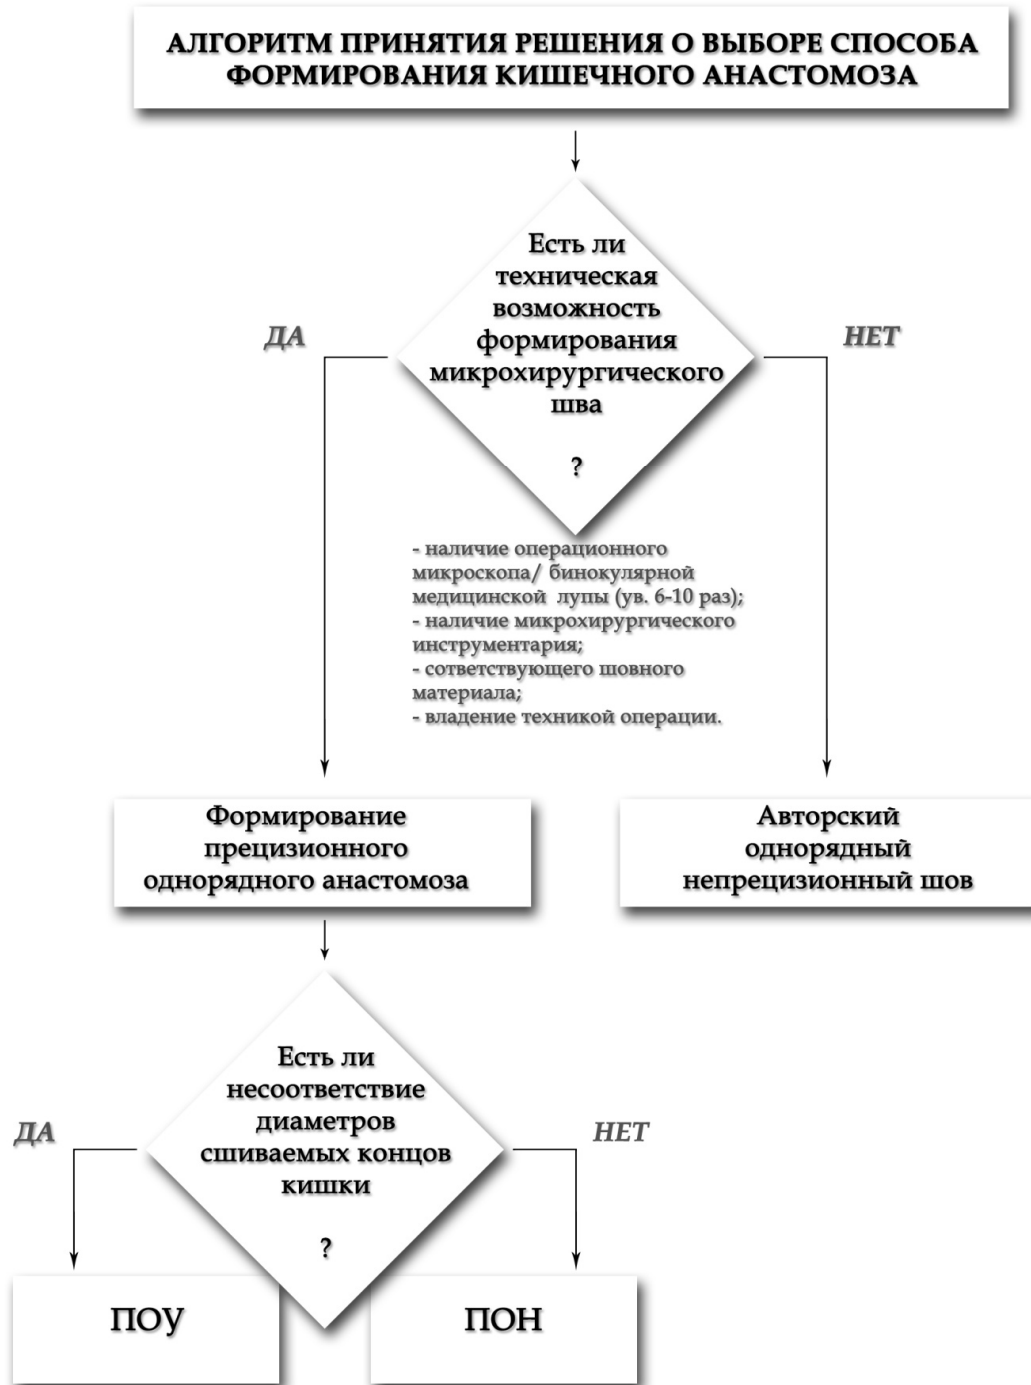 АЛГОРИТМ ПРИНЯТИЯ РЕШЕНИЯ О ВЫБОРЕ СПОСОБА
ФОРМИРОВАНИЯ КИШЕЧНОГО АНАСТОМОЗА
Есть ли
техническая
возможность
формирования
микрохирургического
шва
?
ДА
НЕТ
- наличие операционного
микроскопа/ бинокулярной
медицинской лупы (ув. 6-10 раз);
- наличие микрохирургического
инструментария;
- сответствующего шовного
материала;
- владение техникой операции.
Формирование
прецизионного
однорядного анастомоза
Авторский
однорядный
непрецизионный шов
Есть ли
несоответствие
диаметров
сшиваемых концов
кишки
?
ДА
НЕТ
ПОУ
ПОН